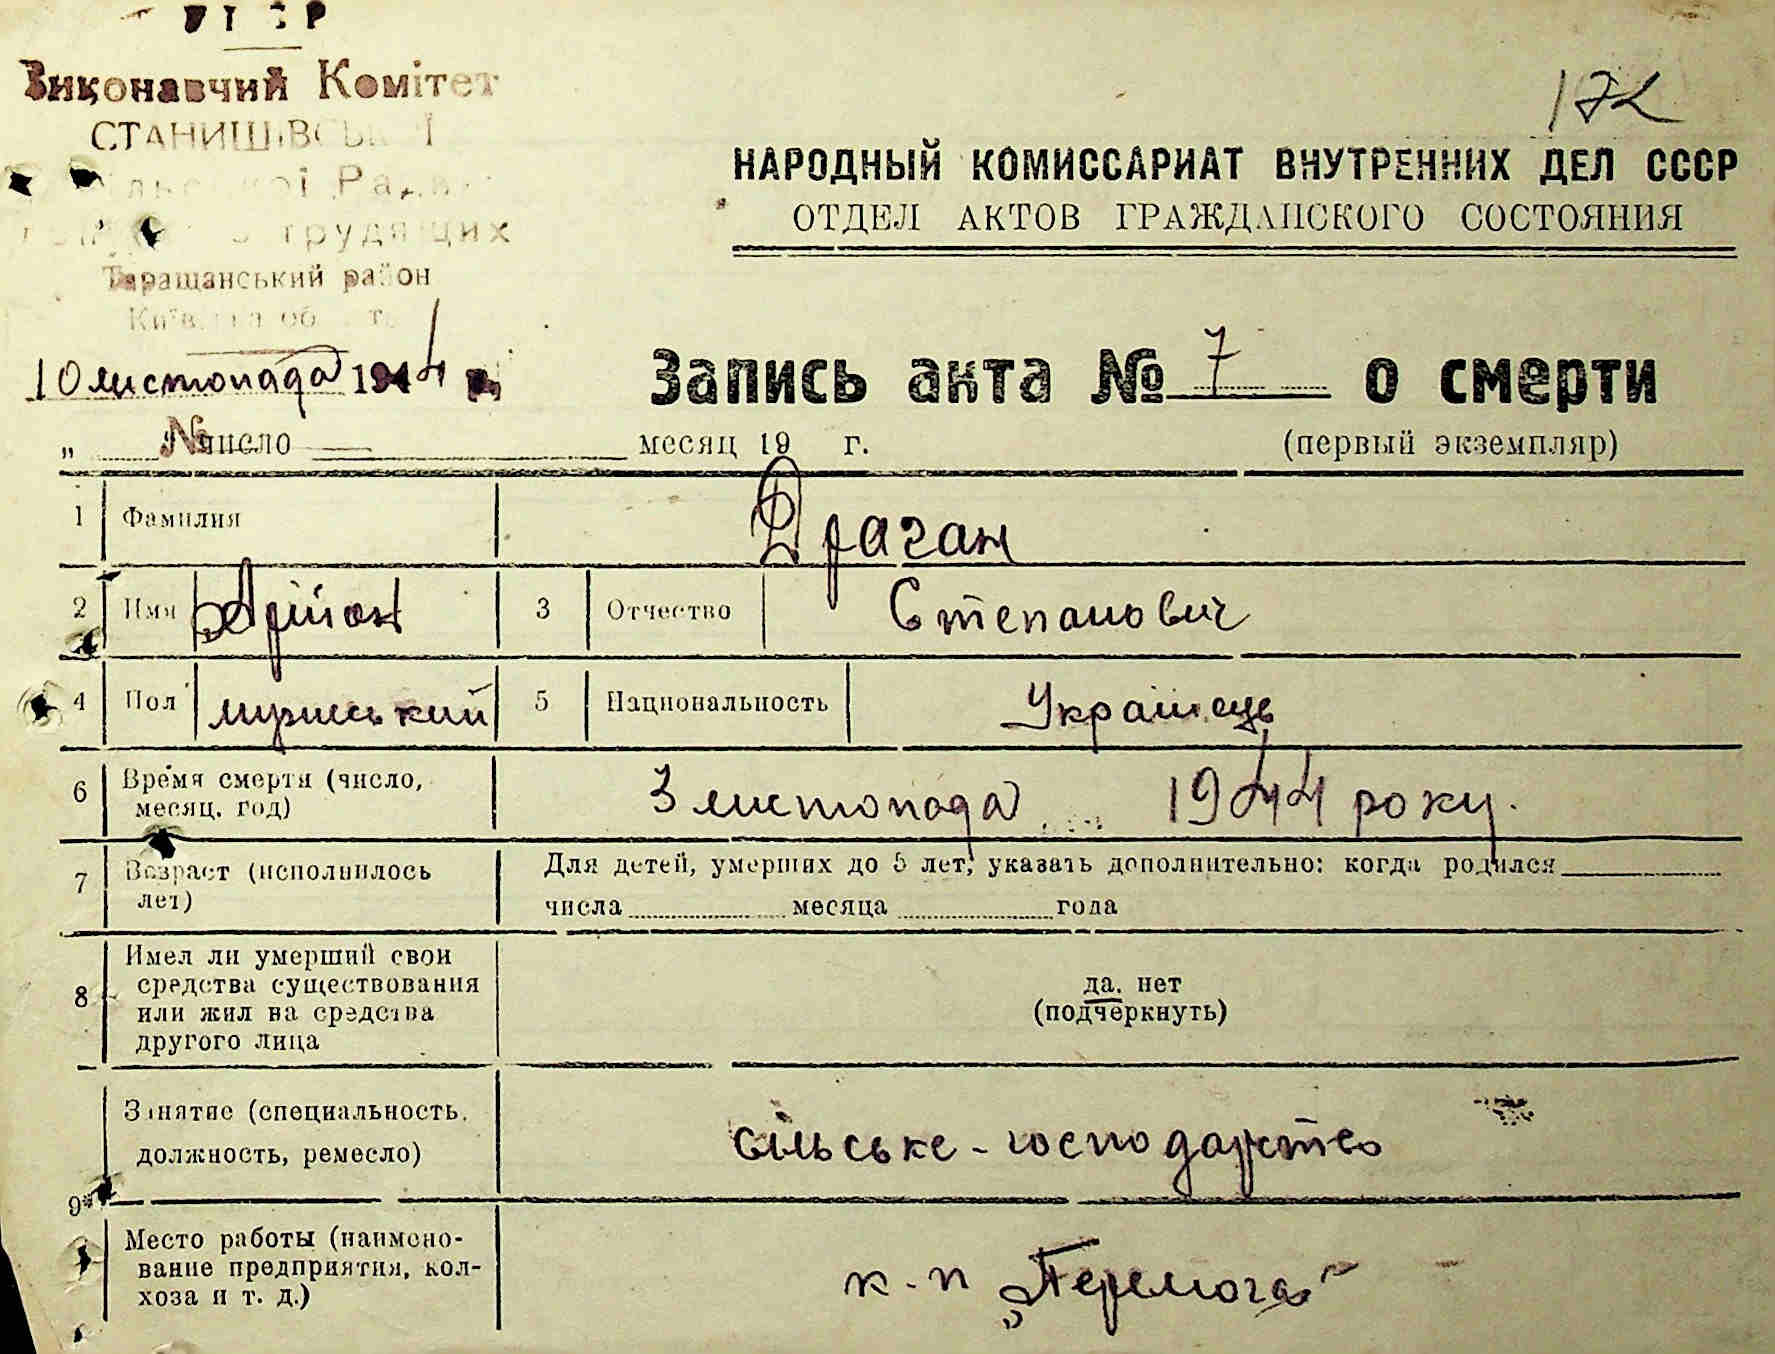 Виконавчий Комітет
172
НАРОДНЫЙ КОМИССАРИАТ ВНУТРЕННИХ ДЕЛ СССР
ОТДЕЛ АКТОВ ГРАЖДАНСКОГО СОСТОЯНИЯ
трудящих
Таращанський район
10 листопада 1944 р.
Запись акта № 7 о смерти
№
„ число месяц 19 г. (первый экземпляр)
1 Фамилия Драган
2 Имя 3 Отчество Степанович
4 Пол 5 Национальность Українець
6 Время смерти (число, месяц, год) 3 листопада 1944 року.
7 Возраст (исполнилось лет) Для детей, умерших до 5 лет, указать дополнительно: когда родился
числа месяца года
8 Имел ли умерший свои
средства существования
или жил на средства
другого лица
да, нет
(подчеркнуть)
9* Занятие (специальность, должность, ремесло) сільське-господарство
Место работы (наимено-
вание предприятия, кол-
хоза и т. д.)
к-п „Перемога"